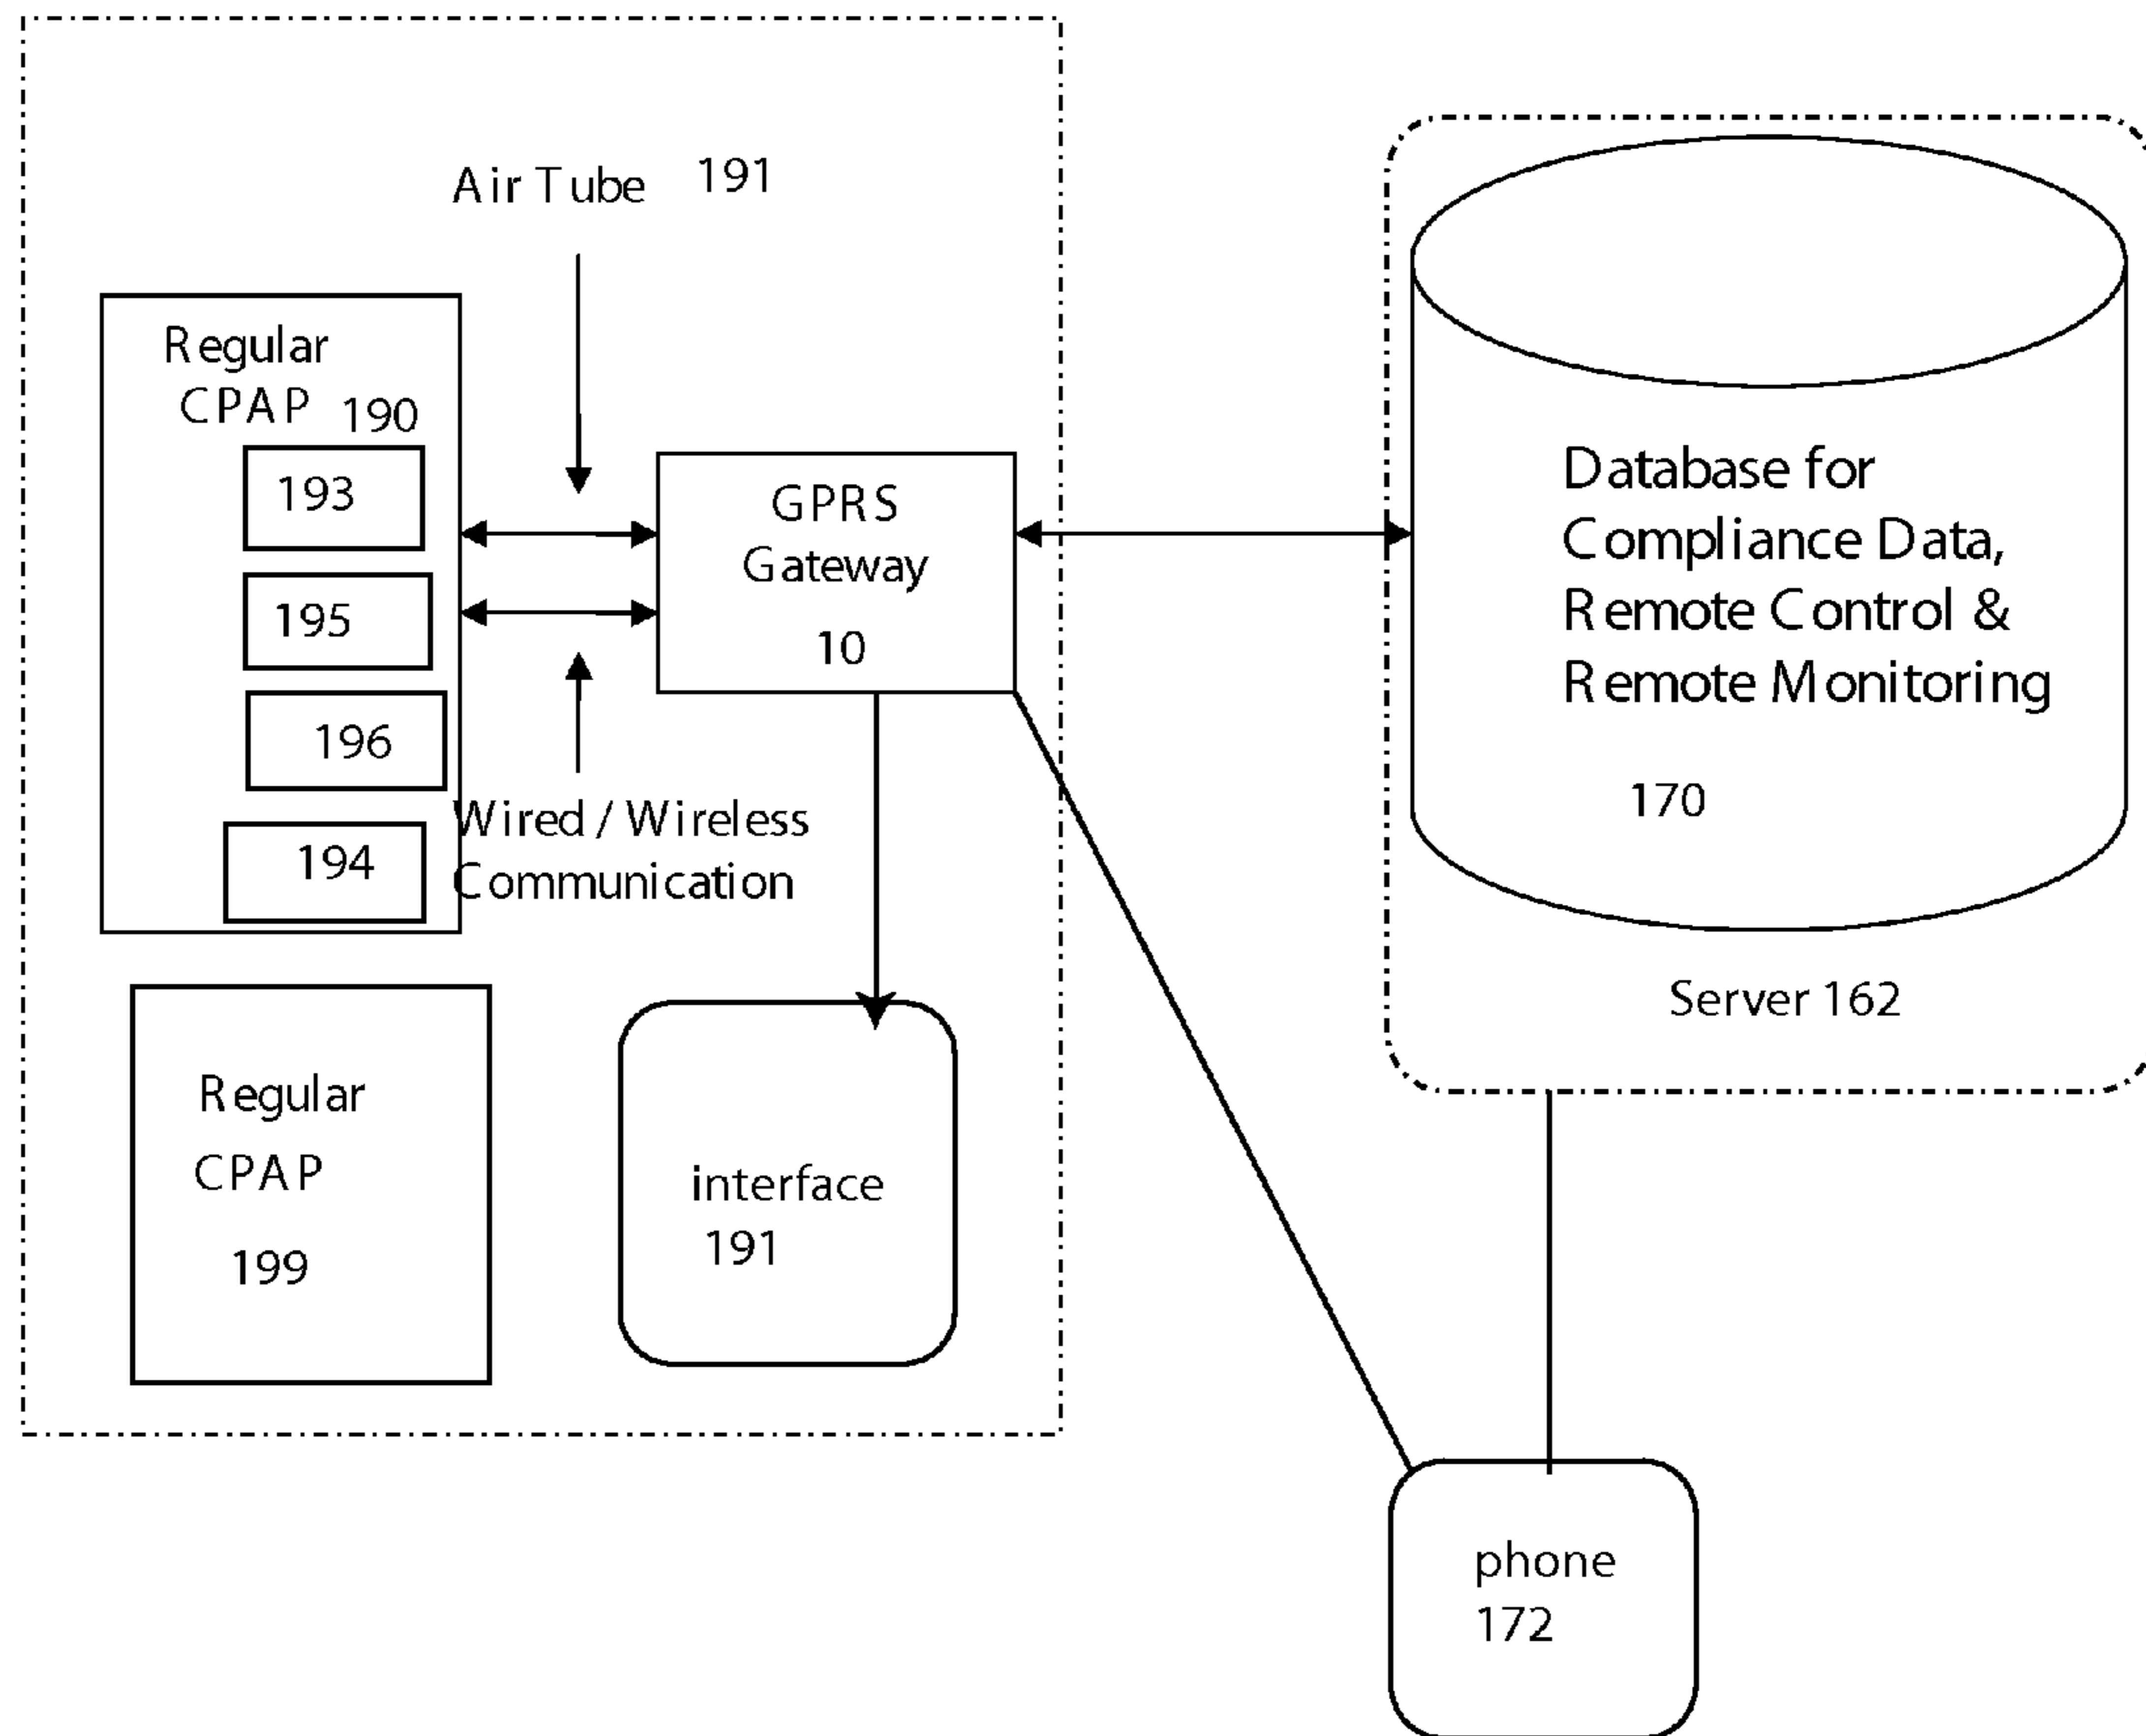 Air Tube 191
Regular
CPAP 190
193
195
196
194
GPRS
Gateway
10
Wired / Wireless
Communication
Database for
Compliance Data,
Remote Control &
Remote Monitoring
170
Server 162
Regular
CPAP
199
interface
191
phone
172